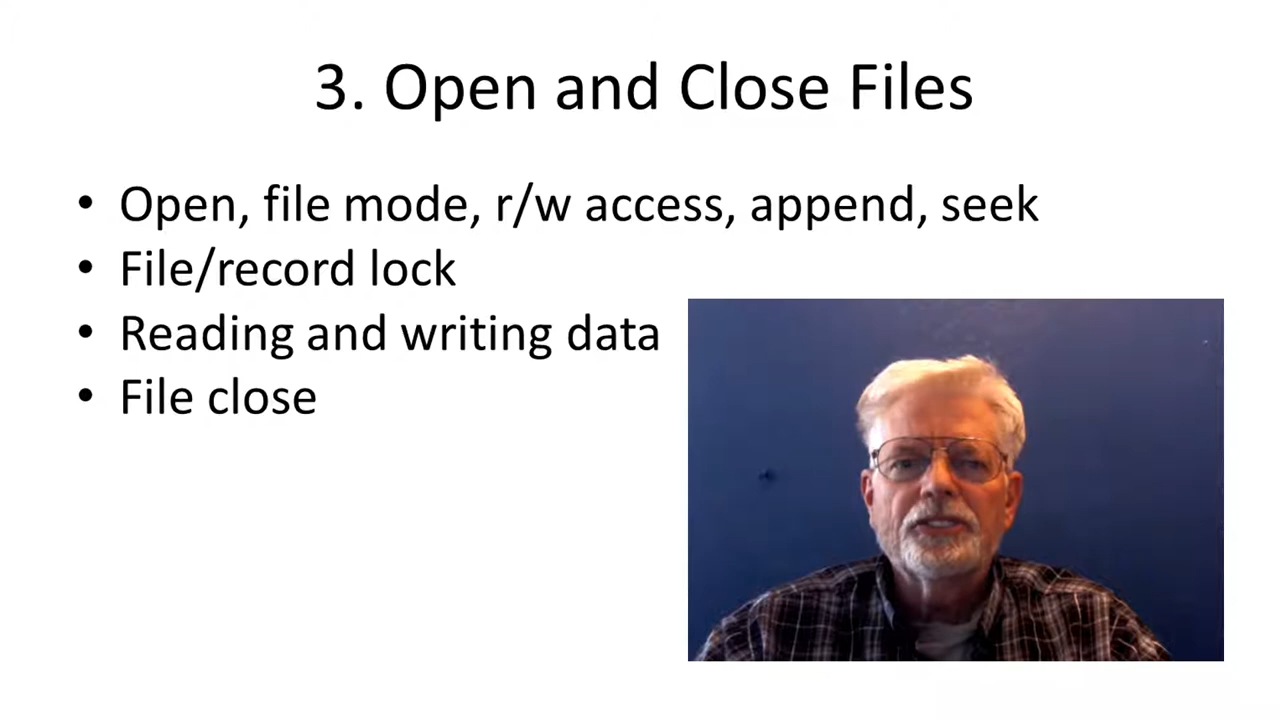 3. Open and Close Files
• Open, file mode, r/w access, append, seek
• File/record lock
• Reading and writing data
• File close